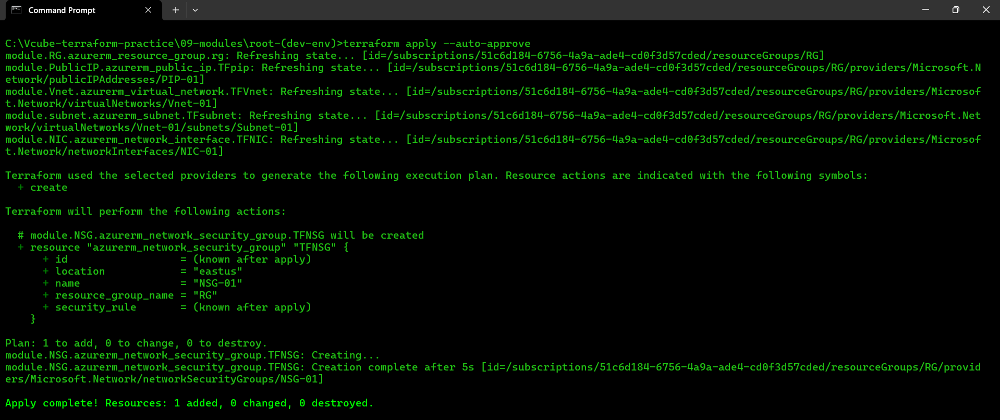 Command Prompt
C:\Vcube-terraform-practice\09-modules\root-(dev-env)>terraform apply --auto-approve
module.RG.azurerm_resource_group.rg: Refreshing state... [id=/subscriptions/51c6d184-6756-4a9a-ade4-cd0f3d57cded/resourceGroups/RG]
module.PublicIP.azurerm_public_ip.TFpip: Refreshing state... [id=/subscriptions/51c6d184-6756-4a9a-ade4-cd0f3d57cded/resourceGroups/RG/providers/Microsoft.N
etwork/publicIPAddresses/PIP-01]
module.Vnet.azurerm_virtual_network.TFVnet: Refreshing state... [id=/subscriptions/51c6d184-6756-4a9a-ade4-cd0f3d57cded/resourceGroups/RG/providers/Microsof
t.Network/virtualNetworks/Vnet-01]
module.subnet.azurerm_subnet.TFsubnet: Refreshing state... [id=/subscriptions/51c6d184-6756-4a9a-ade4-cd0f3d57cded/resourceGroups/RG/providers/Microsoft.Net
work/virtualNetworks/Vnet-01/subnets/Subnet-01]
module.NIC.azurerm_network_interface.TFNIC: Refreshing state... [id=/subscriptions/51c6d184-6756-4a9a-ade4-cd0f3d57cded/resourceGroups/RG/providers/Microsof
t.Network/networkInterfaces/NIC-01]
Terraform used the selected providers to generate the following execution plan. Resource actions are indicated with the following symbols:
  + create
Terraform will perform the following actions:
  # module.NSG.azurerm_network_security_group.TFNSG will be created
  + resource "azurerm_network_security_group" "TFNSG" {
      + id                  = (known after apply)
      + location            = "eastus"
      + name                = "NSG-01"
      + resource_group_name = "RG"
      + security_rule       = (known after apply)
    }
Plan: 1 to add, 0 to change, 0 to destroy.
module.NSG.azurerm_network_security_group.TFNSG: Creating...
module.NSG.azurerm_network_security_group.TFNSG: Creation complete after 5s [id=/subscriptions/51c6d184-6756-4a9a-ade4-cd0f3d57cded/resourceGroups/RG/provid
ers/Microsoft.Network/networkSecurityGroups/NSG-01]
Apply complete! Resources: 1 added, 0 changed, 0 destroyed.